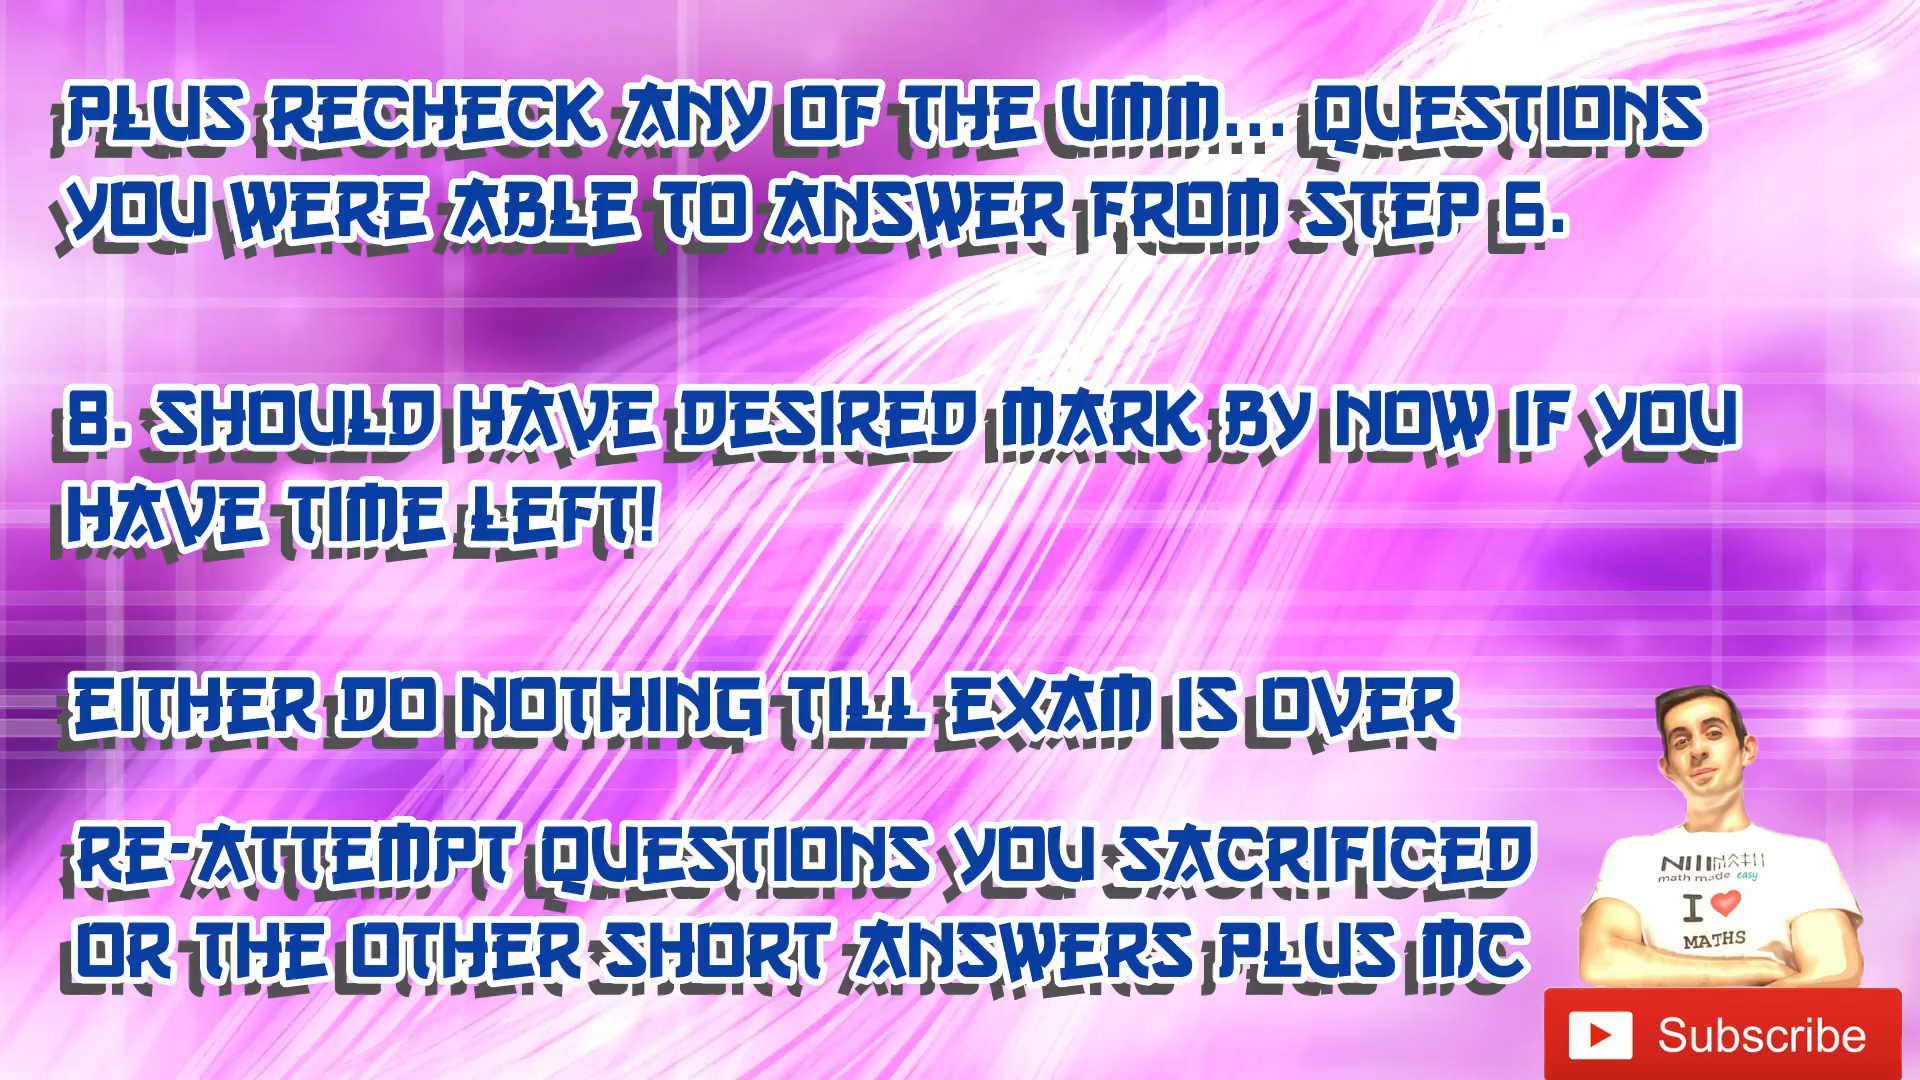 PLUS RECHECK ANY OF THE UMM... QUESTIONS
YOU WERE ABLE TO ANSWER FROM STEP 6.
8. SHOULD HAVE DESIRED MARK BY NOW IF YOU
HAVE TIME LEFT!
EITHER DO NOTHING TILL EXAM IS OVER
RE-ATTEMPT QUESTIONS YOU SACRIFICED
OR THE OTHER SHORT ANSWERS PLUS MC
math made easy
I ❤
MATHS
Subscribe